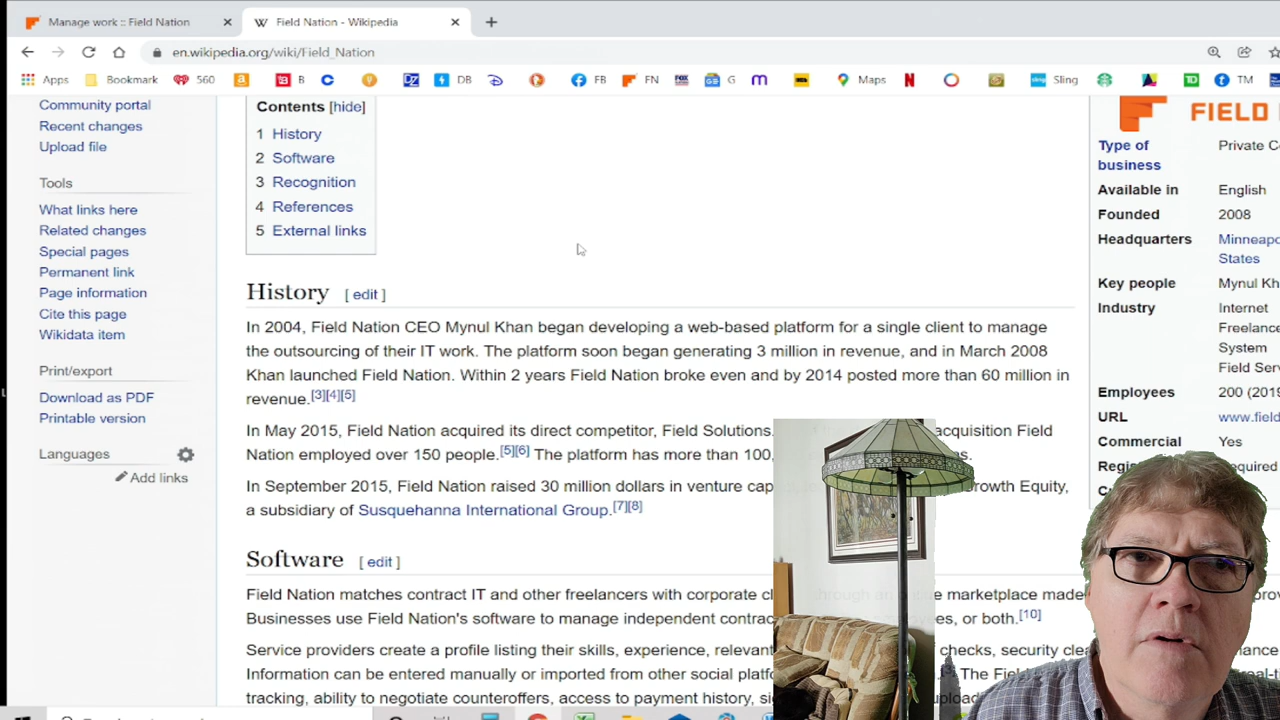 Manage work :: Field Nation
Field Nation - Wikipedia
en.wikipedia.org/wiki/Field_Nation
Apps Bookmark 560 B DB FB FN G Maps Sling TM
Community portal
Recent changes
Upload file
Tools
What links here
Related changes
Special pages
Permanent link
Page information
Cite this page
Wikidata item
Print/export
Download as PDF
Printable version
Languages
Add links
Contents [hide]
1 History
2 Software
3 Recognition
4 References
5 External links
History [ edit ]
In 2004, Field Nation CEO Mynul Khan began developing a web-based platform for a single client to manage
the outsourcing of their IT work. The platform soon began generating 3 million in revenue, and in March 2008
Khan launched Field Nation. Within 2 years Field Nation broke even and by 2014 posted more than 60 million in
revenue.[3][4][5]
In May 2015, Field Nation acquired its direct competitor, Field Solutions. acquisition Field
Nation employed over 150 people.[5][6] The platform has more than 100,
In September 2015, Field Nation raised 30 million dollars in venture Growth Equity,
a subsidiary of Susquehanna International Group.[7][8]
Software [ edit ]
Field Nation matches contract IT and other freelancers with corporate through an marketplace made
Businesses use Field Nation's software to manage independent or both.[10]
Service providers create a profile listing their skills, experience, relevant checks, security
Information can be entered manually or imported from other social The
tracking, ability to negotiate counteroffers, access to payment history,
FIELD
Type of business Private
Available in English
Founded 2008
Headquarters
States
Key people Mynul
Industry Internet
Freelance
System
Field
Employees 200 (2019
URL www.field
Commercial Yes